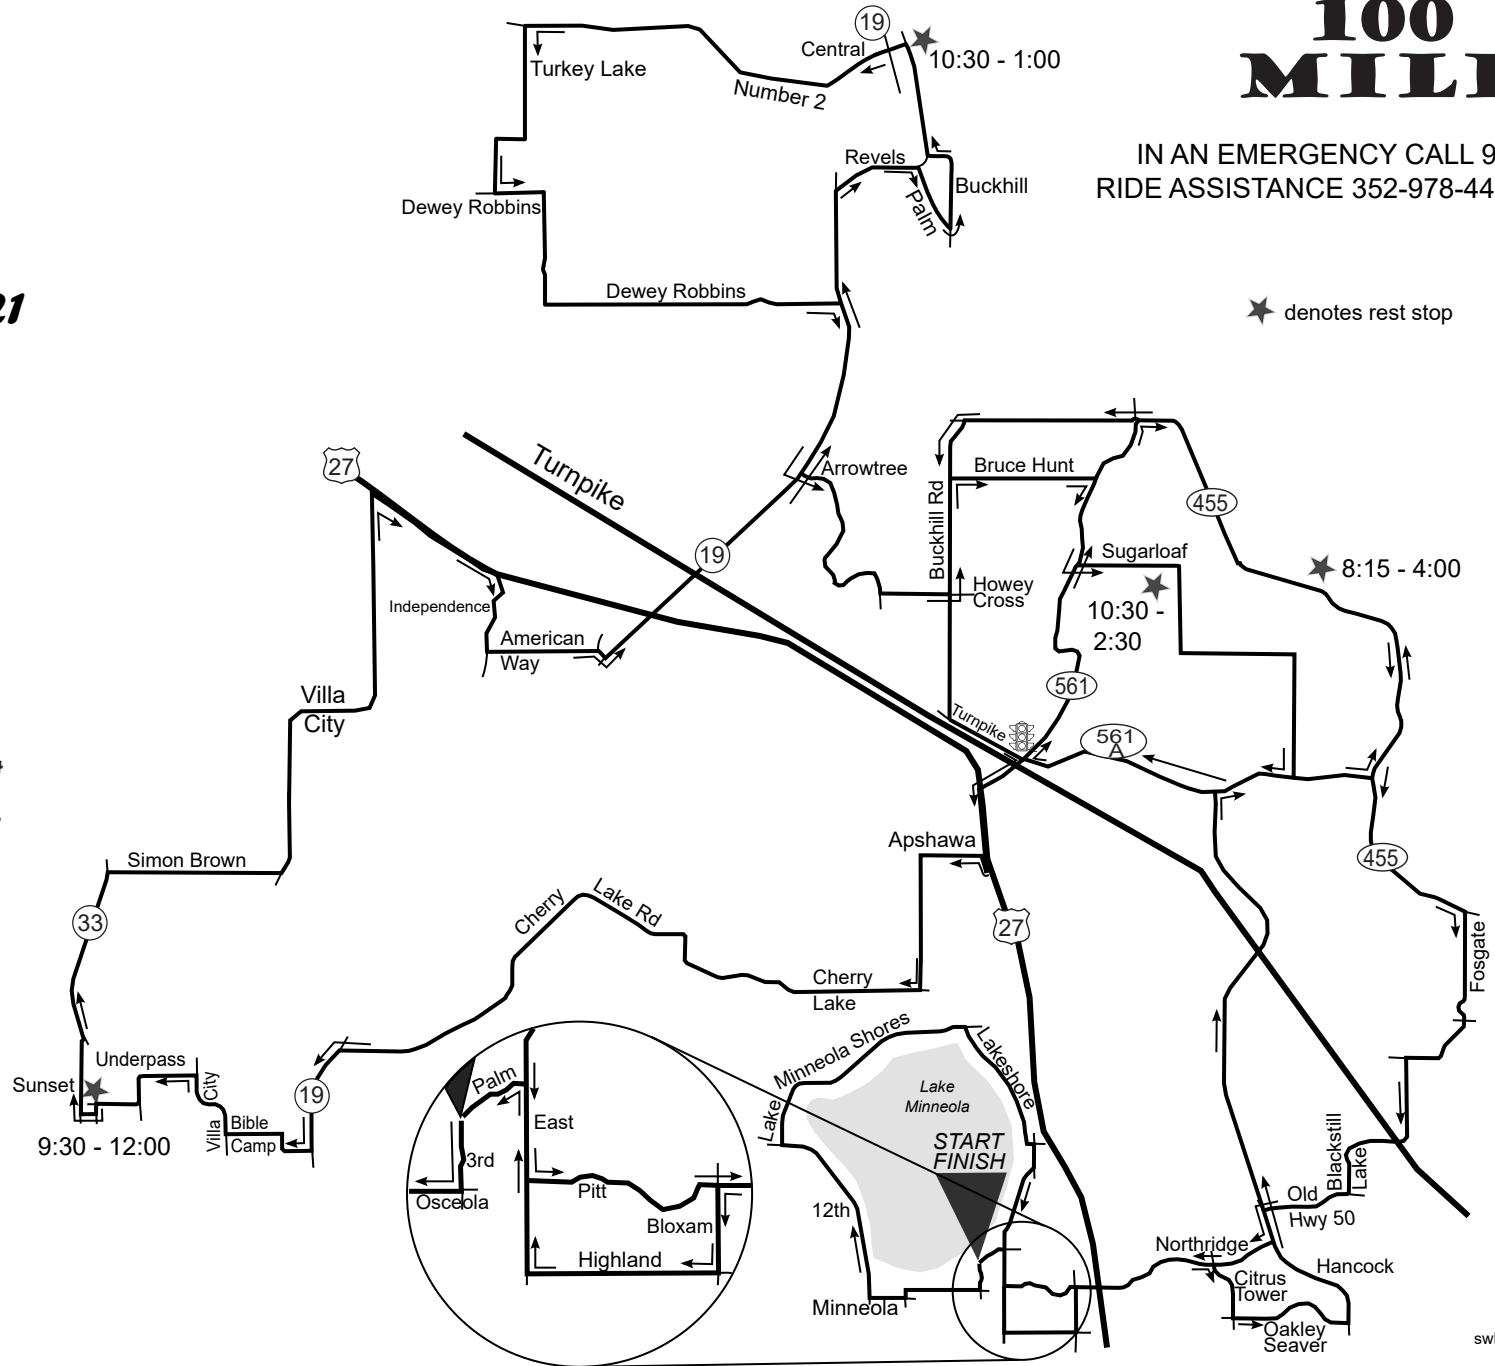 100
19
Central
10:30 - 1:00
Turkey Lake
Number 2
IN AN EMERGENCY CALL 9
RIDE ASSISTANCE 352-978-44
Revels
Palm
Buckhill
Dewey Robbins
Dewey Robbins
21
denotes rest stop
27
Turnpike
Arrowtree
Bruce Hunt
Buckhill Rd
455
19
Sugarloaf
8:15 - 4:00
Howey
Cross
10:30 -
2:30
Independence
American
Way
561
Villa
City
Turnpike
561
A
Simon Brown
Apshawa
455
33
Cherry
Lake Rd
27
Fosgate
Cherry
Lake
Underpass
Sunset
Villa
City
19
Bible
Camp
9:30 - 12:00
Palm
East
3rd
Osceola
Pitt
Bloxam
Highland
Lake
Minneola Shores
Lakeshore
Lake
Minneola
START
FINISH
12th
Minneola
Blackstill
Lake
Old
Hwy 50
Northridge
Hancock
Citrus
Tower
Oakley
Seaver